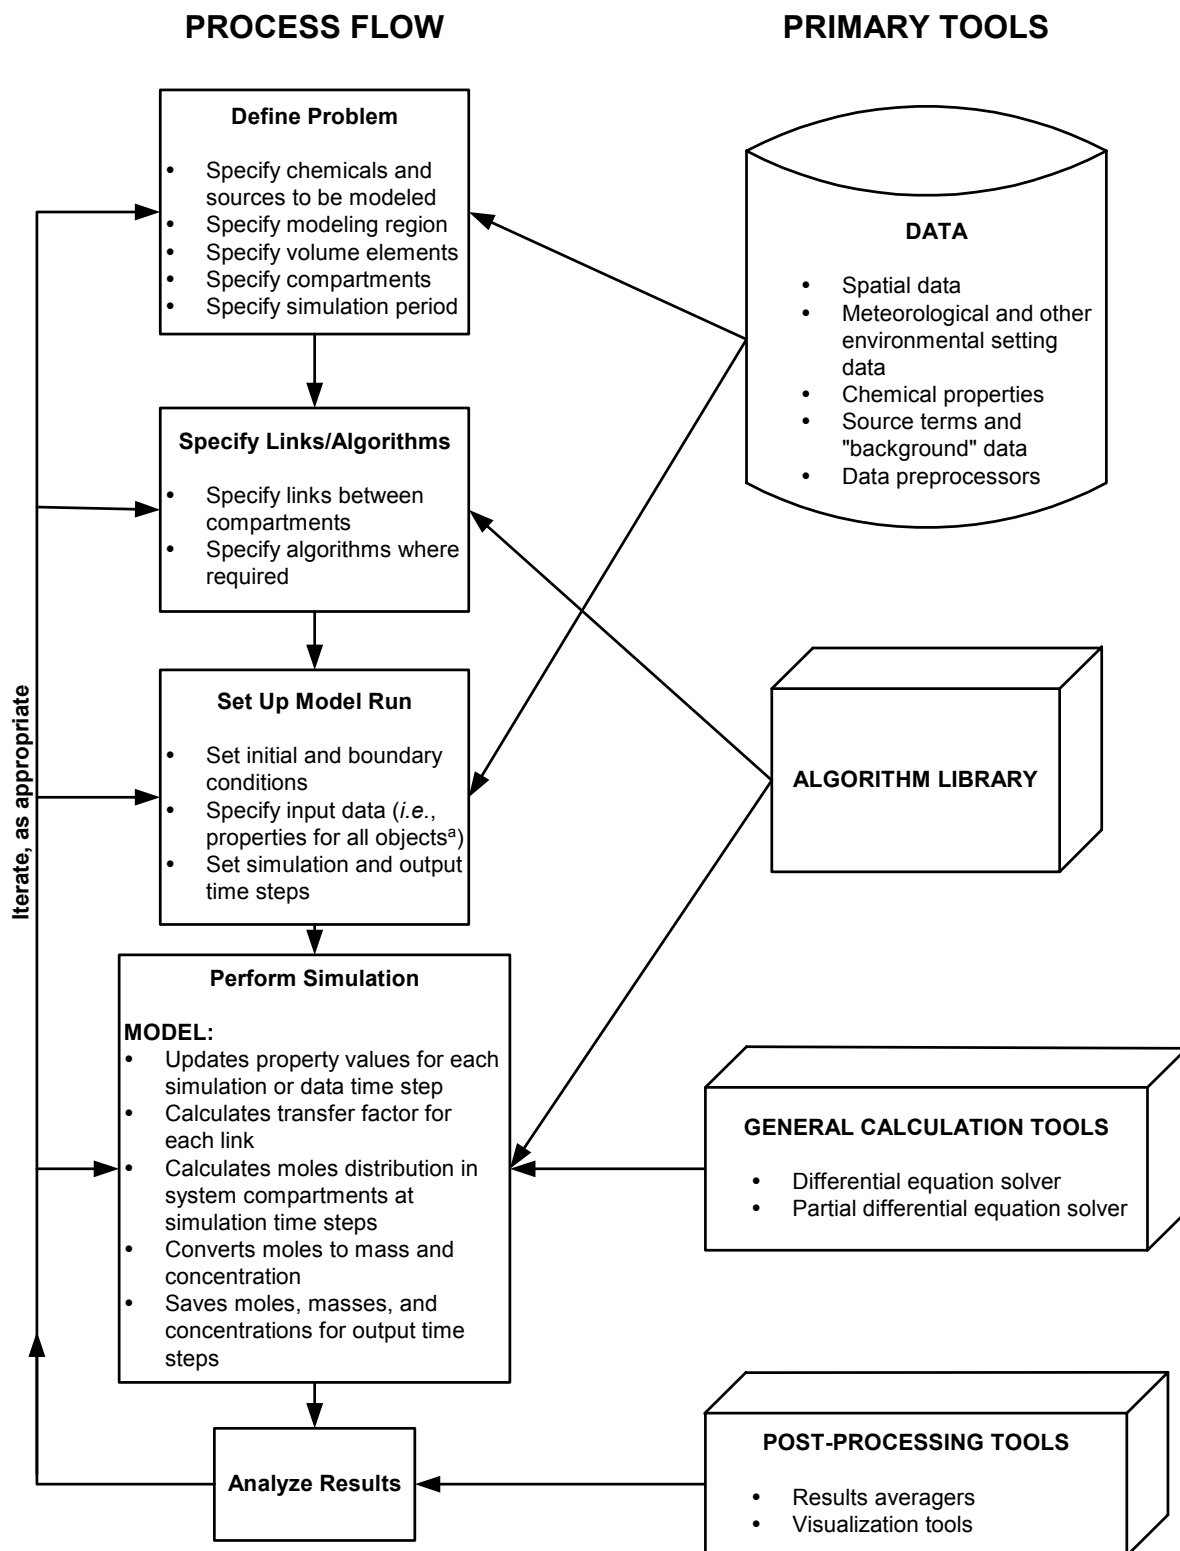 PROCESS FLOW
PRIMARY TOOLS
Define Problem
• Specify chemicals and
sources to be modeled
• Specify modeling region
• Specify volume elements
• Specify compartments
• Specify simulation period
Specify Links/Algorithms
• Specify links between
compartments
• Specify algorithms where
required
Set Up Model Run
• Set initial and boundary
conditions
• Specify input data (i.e.,
properties for all objectsᵃ)
• Set simulation and output
time steps
Perform Simulation
MODEL:
• Updates property values for each
simulation or data time step
• Calculates transfer factor for
each link
• Calculates moles distribution in
system compartments at
simulation time steps
• Converts moles to mass and
concentration
• Saves moles, masses, and
concentrations for output time
steps
Analyze Results
Iterate, as appropriate
DATA
• Spatial data
• Meteorological and other
environmental setting
data
• Chemical properties
• Source terms and
"background" data
• Data preprocessors
ALGORITHM LIBRARY
GENERAL CALCULATION TOOLS
• Differential equation solver
• Partial differential equation solver
POST-PROCESSING TOOLS
• Results averagers
• Visualization tools